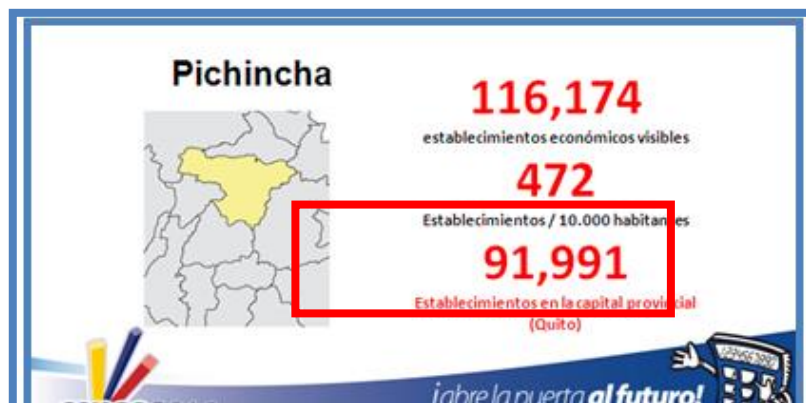 Pichincha
116,174
establecimientos económicos visibles
472
Establecimientos / 10.000 habitantes
91,991
Establecimientos en la capital provincial
(Quito)
¡abre la puerta al futuro!